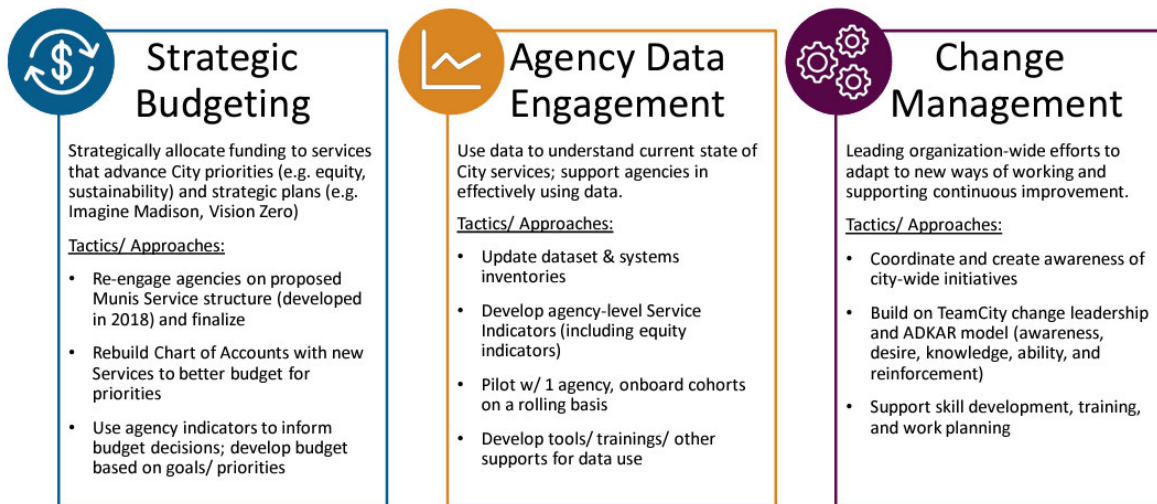 Strategic
Budgeting
Strategically allocate funding to services
that advance City priorities (e.g. equity,
sustainability) and strategic plans (e.g.
Imagine Madison, Vision Zero)
Tactics/ Approaches:
• Re-engage agencies on proposed
Munis Service structure (developed
in 2018) and finalize
• Rebuild Chart of Accounts with new
Services to better budget for
priorities
• Use agency indicators to inform
budget decisions; develop budget
based on goals/ priorities
Agency Data
Engagement
Use data to understand current state of
City services; support agencies in
effectively using data.
Tactics/ Approaches:
• Update dataset & systems
inventories
• Develop agency-level Service
Indicators (including equity
indicators)
• Pilot w/ 1 agency, onboard cohorts
on a rolling basis
• Develop tools/ trainings/ other
supports for data use
Change
Management
Leading organization-wide efforts to
adapt to new ways of working and
supporting continuous improvement.
Tactics/ Approaches:
• Coordinate and create awareness of
city-wide initiatives
• Build on TeamCity change leadership
and ADKAR model (awareness,
desire, knowledge, ability, and
reinforcement)
• Support skill development, training,
and work planning